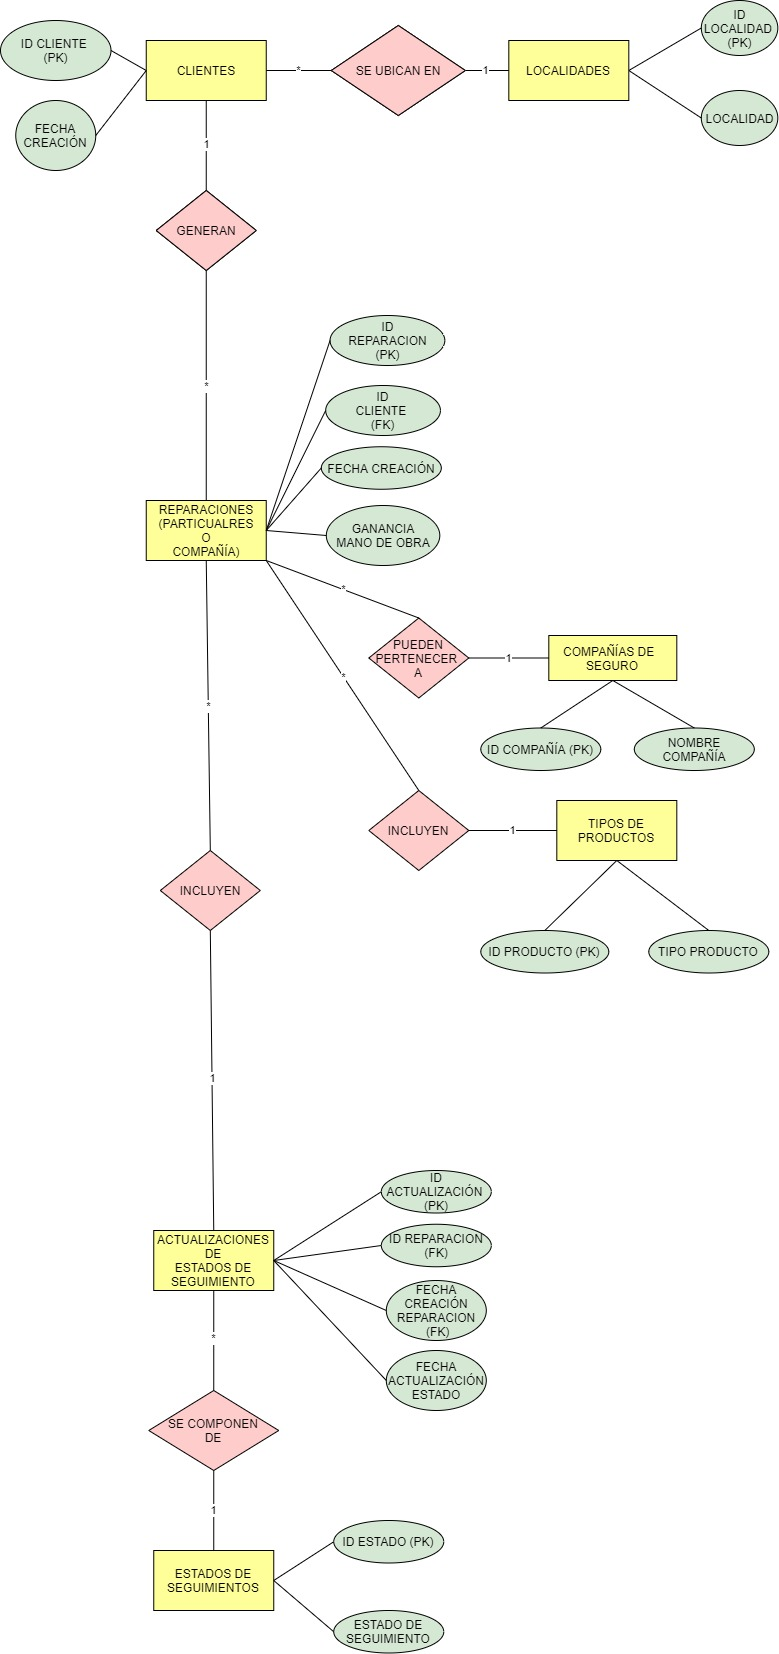 ID CLIENTE
(PK)
CLIENTES
*
SE UBICAN EN
1
LOCALIDADES
ID
LOCALIDAD
(PK)
FECHA
CREACIÓN
LOCALIDAD
1
GENERAN
*
ID
REPARACION
(PK)
ID
CLIENTE
(FK)
FECHA CREACIÓN
REPARACIONES
(PARTICUALRES
O
COMPAÑÍA)
GANANCIA
MANO DE OBRA
*
PUEDEN
PERTENECER
A
1
COMPAÑÍAS DE
SEGURO
*
*
ID COMPAÑÍA (PK)
NOMBRE
COMPAÑÍA
INCLUYEN
1
TIPOS DE
PRODUCTOS
INCLUYEN
ID PRODUCTO (PK)
TIPO PRODUCTO
1
ID
ACTUALIZACIÓN
(PK)
ACTUALIZACIONES
DE
ESTADOS DE
SEGUIMIENTO
ID REPARACION
(FK)
FECHA
CREACIÓN
REPARACION
(FK)
*
FECHA
ACTUALIZACIÓN
ESTADO
SE COMPONEN
DE
1
ID ESTADO (PK)
ESTADOS DE
SEGUIMIENTOS
ESTADO DE
SEGUIMIENTO